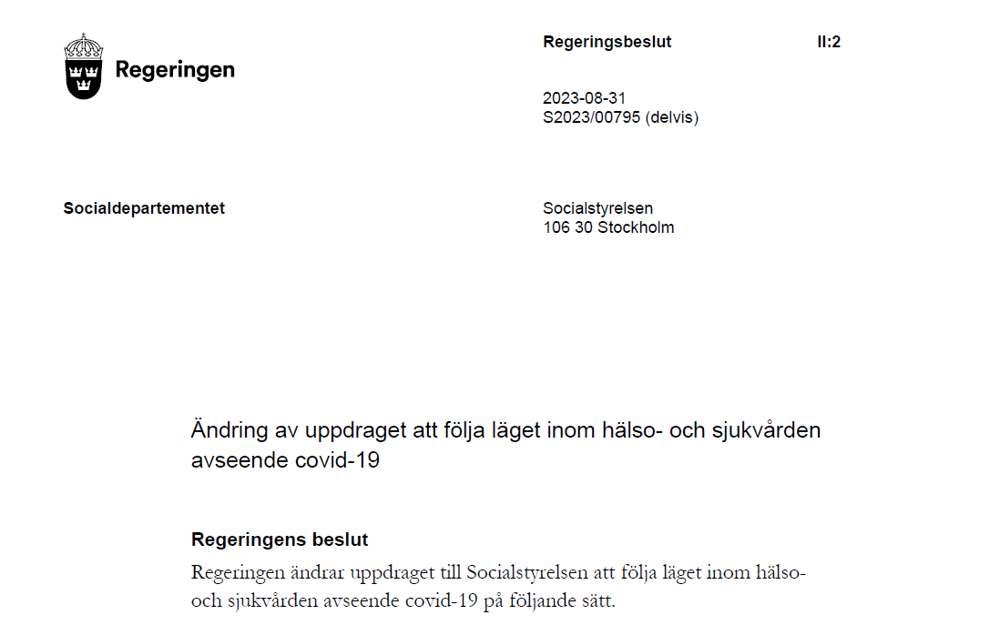 Regeringen
Regeringsbeslut II:2
2023-08-31
S2023/00795 (delvis)
Socialdepartementet
Socialstyrelsen
106 30 Stockholm
Ändring av uppdraget att följa läget inom hälso- och sjukvården
avseende covid-19
Regeringens beslut
Regeringen ändrar uppdraget till Socialstyrelsen att följa läget inom hälso-
och sjukvården avseende covid-19 på följande sätt.